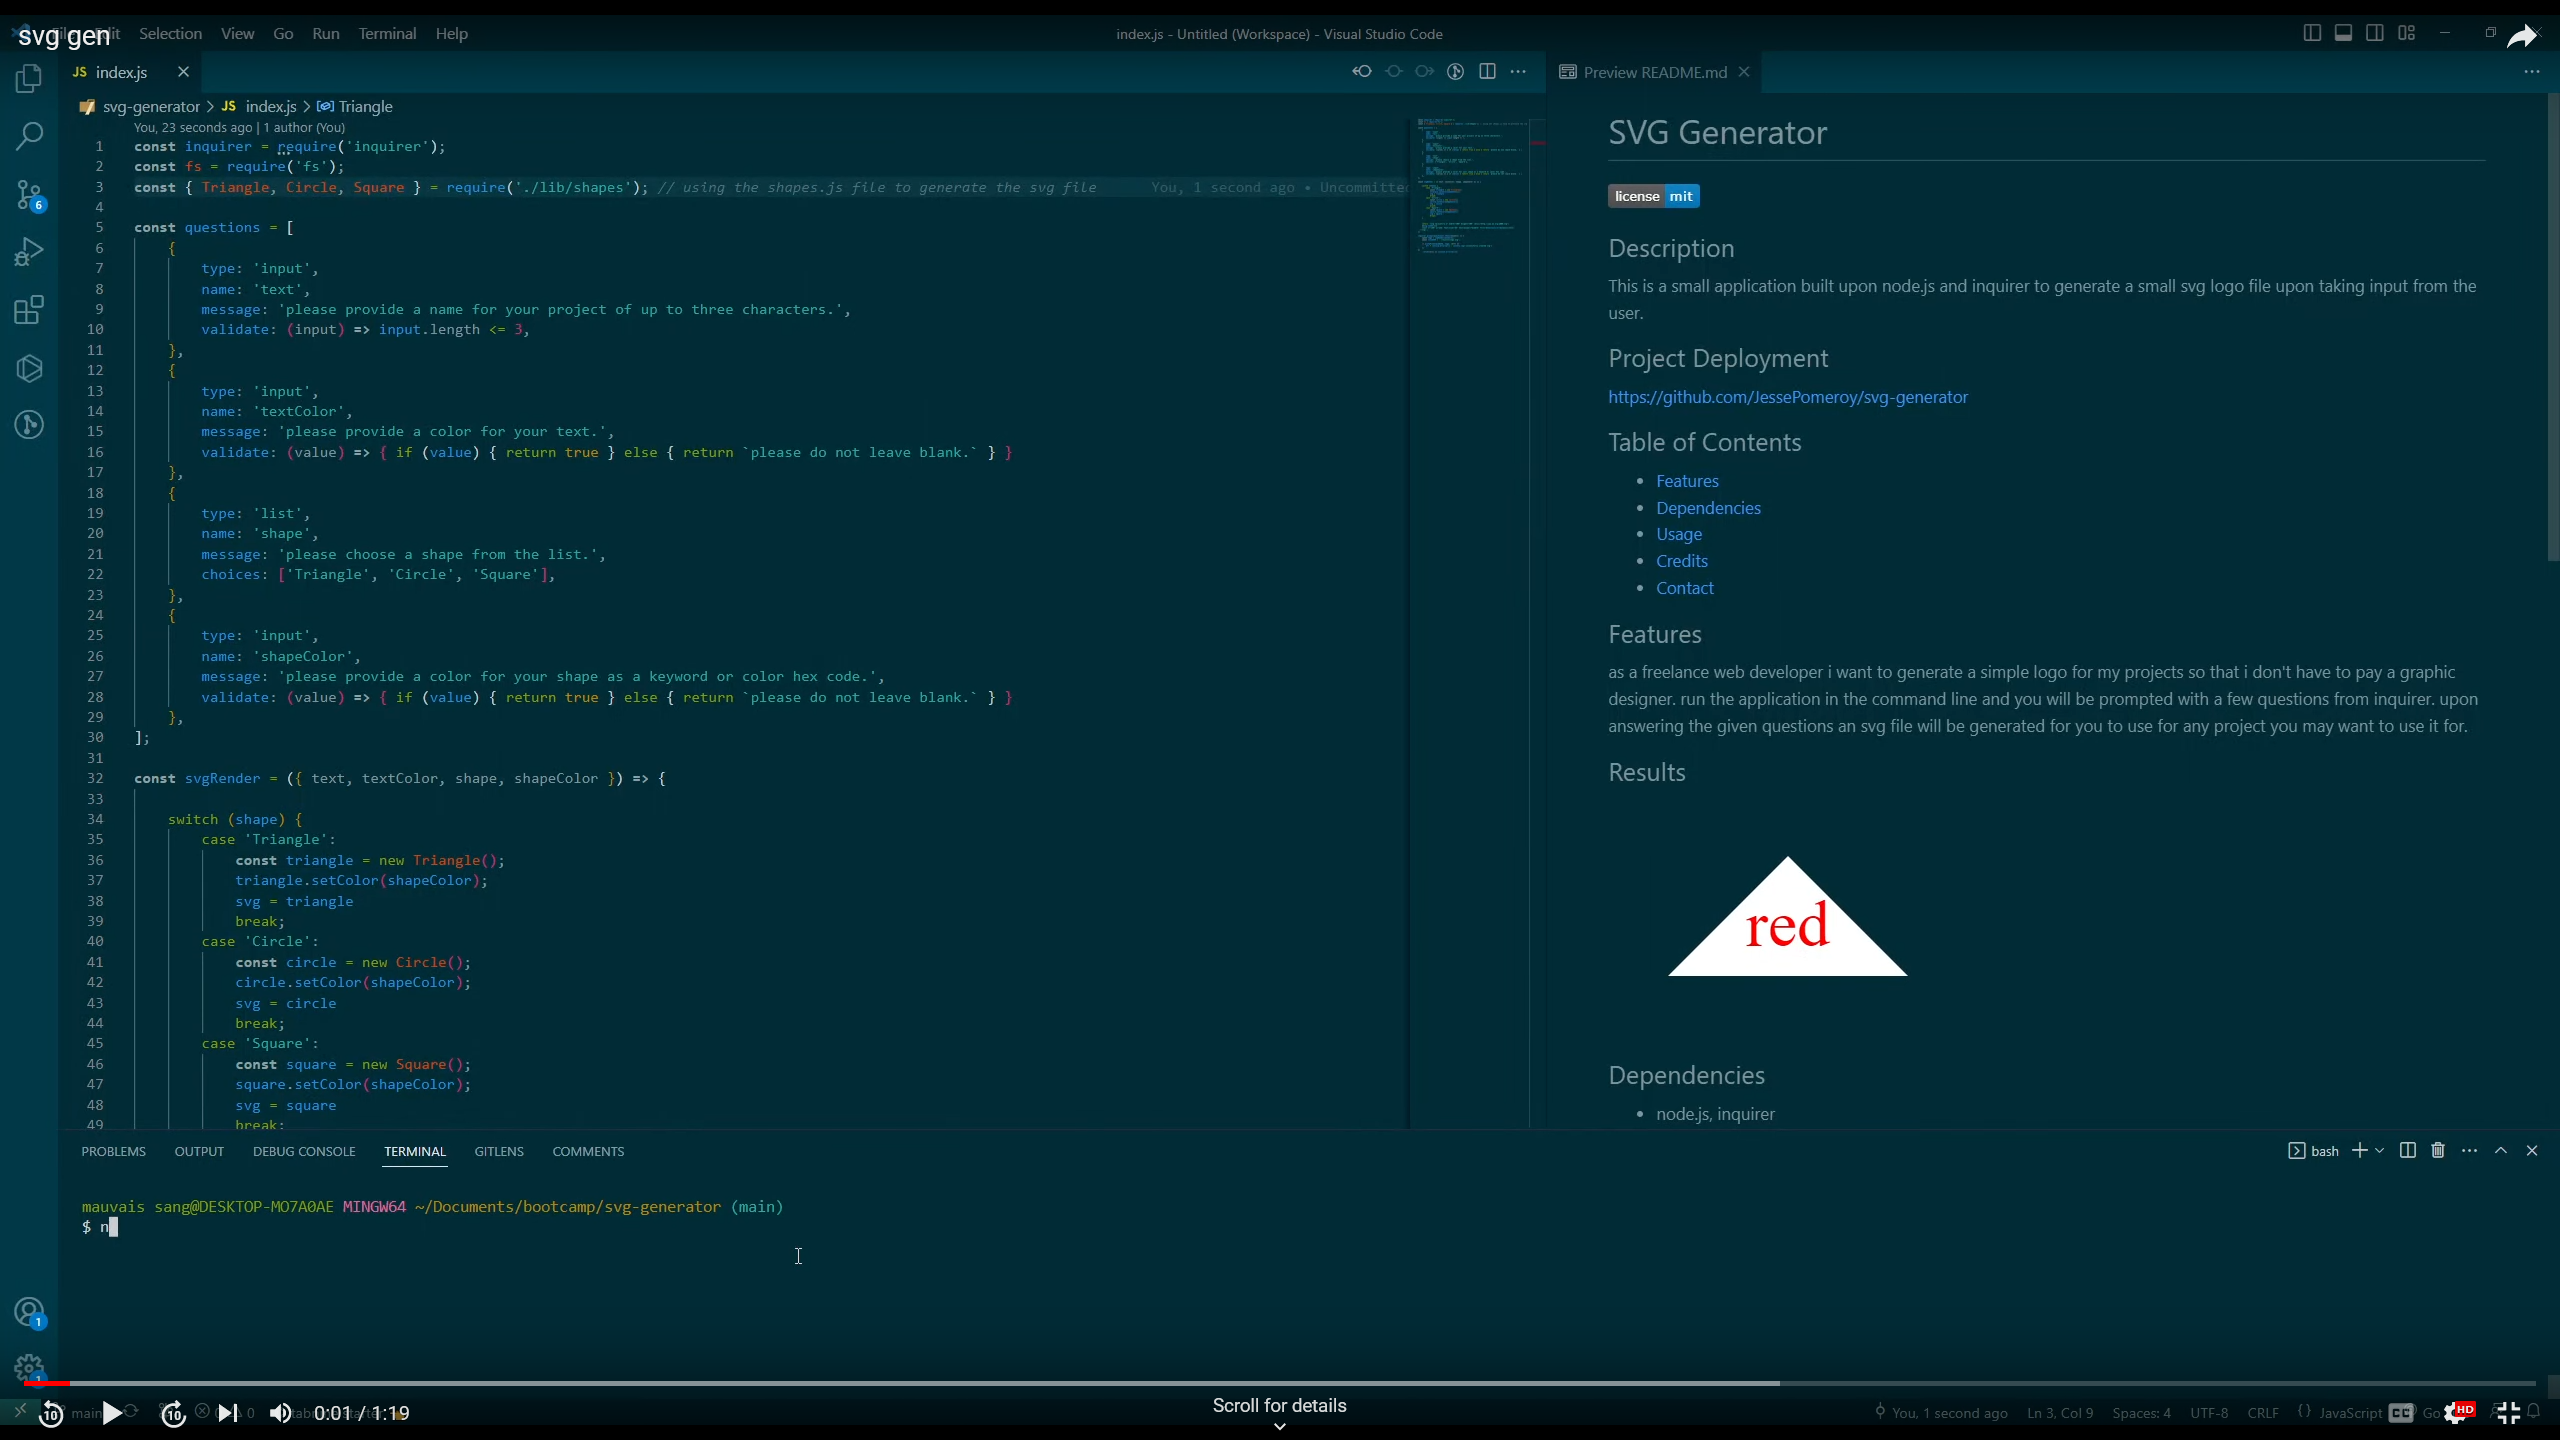 svg gen
Selection View Go Run Terminal Help
index.js - Untitled (Workspace) - Visual Studio Code
JS index.js
Preview README.md
svg-generator > JS index.js > Triangle
You, 23 seconds ago | 1 author (You)
1 const inquirer = require('inquirer');
2 const fs = require('fs');
3 const { Triangle, Circle, Square } = require('./lib/shapes'); // using the shapes.js file to generate the svg file You, 1 second ago • Uncommitted
4
5 const questions = [
6 {
7 type: 'input',
8 name: 'text',
9 message: 'please provide a name for your project of up to three characters.',
10 validate: (input) => input.length <= 3,
11 },
12 {
13 type: 'input',
14 name: 'textColor',
15 message: 'please provide a color for your text.',
16 validate: (value) => { if (value) { return true } else { return `please do not leave blank.` } }
17 },
18 {
19 type: 'list',
20 name: 'shape',
21 message: 'please choose a shape from the list.',
22 choices: ['Triangle', 'Circle', 'Square'],
23 },
24 {
25 type: 'input',
26 name: 'shapeColor',
27 message: 'please provide a color for your shape as a keyword or color hex code.',
28 validate: (value) => { if (value) { return true } else { return `please do not leave blank.` } }
29 },
30 ];
31
32 const svgRender = ({ text, textColor, shape, shapeColor }) => {
33
34 switch (shape) {
35 case 'Triangle':
36 const triangle = new Triangle();
37 triangle.setColor(shapeColor);
38 svg = triangle
39 break;
40 case 'Circle':
41 const circle = new Circle();
42 circle.setColor(shapeColor);
43 svg = circle
44 break;
45 case 'Square':
46 const square = new Square();
47 square.setColor(shapeColor);
48 svg = square
49 break;
SVG Generator
license mit
Description
This is a small application built upon node.js and inquirer to generate a small svg logo file upon taking input from the
user.
Project Deployment
https://github.com/JessePomeroy/svg-generator
Table of Contents
• Features
• Dependencies
• Usage
• Credits
• Contact
Features
as a freelance web developer i want to generate a simple logo for my projects so that i don't have to pay a graphic
designer. run the application in the command line and you will be prompted with a few questions from inquirer. upon
answering the given questions an svg file will be generated for you to use for any project you may want to use it for.
Results
red
Dependencies
• node.js, inquirer
PROBLEMS OUTPUT DEBUG CONSOLE TERMINAL GITLENS COMMENTS
bash
mauvais sang@DESKTOP-MO7A0AE MINGW64 ~/Documents/bootcamp/svg-generator (main)
$ n
6
1
1
10 main 10 0 0:01 / 1:19
Scroll for details
You, 1 second ago Ln 3, Col 9 Spaces: 4 UTF-8 CRLF {} JavaScript CC Go HD